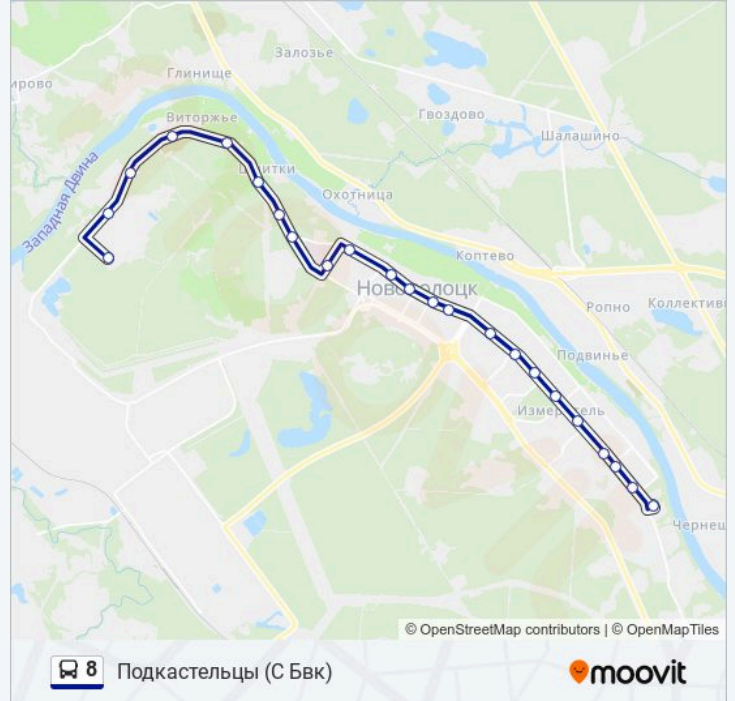 Залозье
Глинище
ирово
Гвоздово
Виторжье
Шалашино
Западная Двина
Охотница
Коптево
Ропно
Коллектив
Подвинье
Черне
© OpenStreetMap contributors | © OpenMapTiles
8 Подкастельцы (С Бвк)
moovit